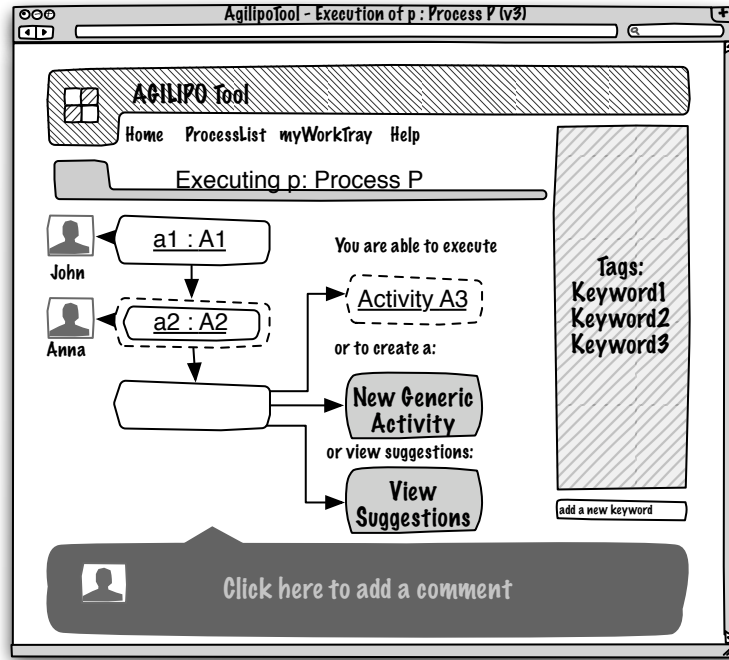 AgilipoTool - Execution of p : Process P (v3)
AGILIPO Tool
Home ProcessList myWorkTray Help
Executing p: Process P
a1 : A1
John
You are able to execute
Activity A3
a2 : A2
Anna
or to create a:
New Generic
Activity
or view suggestions:
View
Suggestions
Tags:
Keyword1
Keyword2
Keyword3
add a new keyword
Click here to add a comment